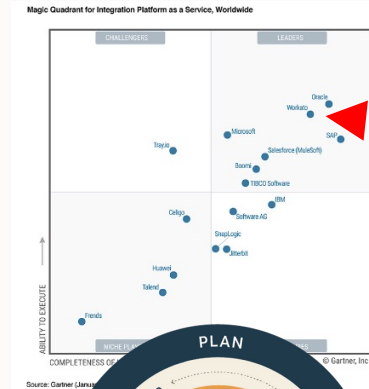 Magic Quadrant for Integration Platform as a Service, Worldwide
CHALLENGERS
LEADERS
Oracle
Workato
Microsoft
SAP
Tray.io
Salesforce (MuleSoft)
Boomi
TIBCO Software
IBM
Celigo
Software AG
SnapLogic
Jitterbit
Huawei
Talend
Frends
ABILITY TO EXECUTE
NICHE
COMPLETENESS OF
PLAN
© Gartner, Inc
Source: Gartner